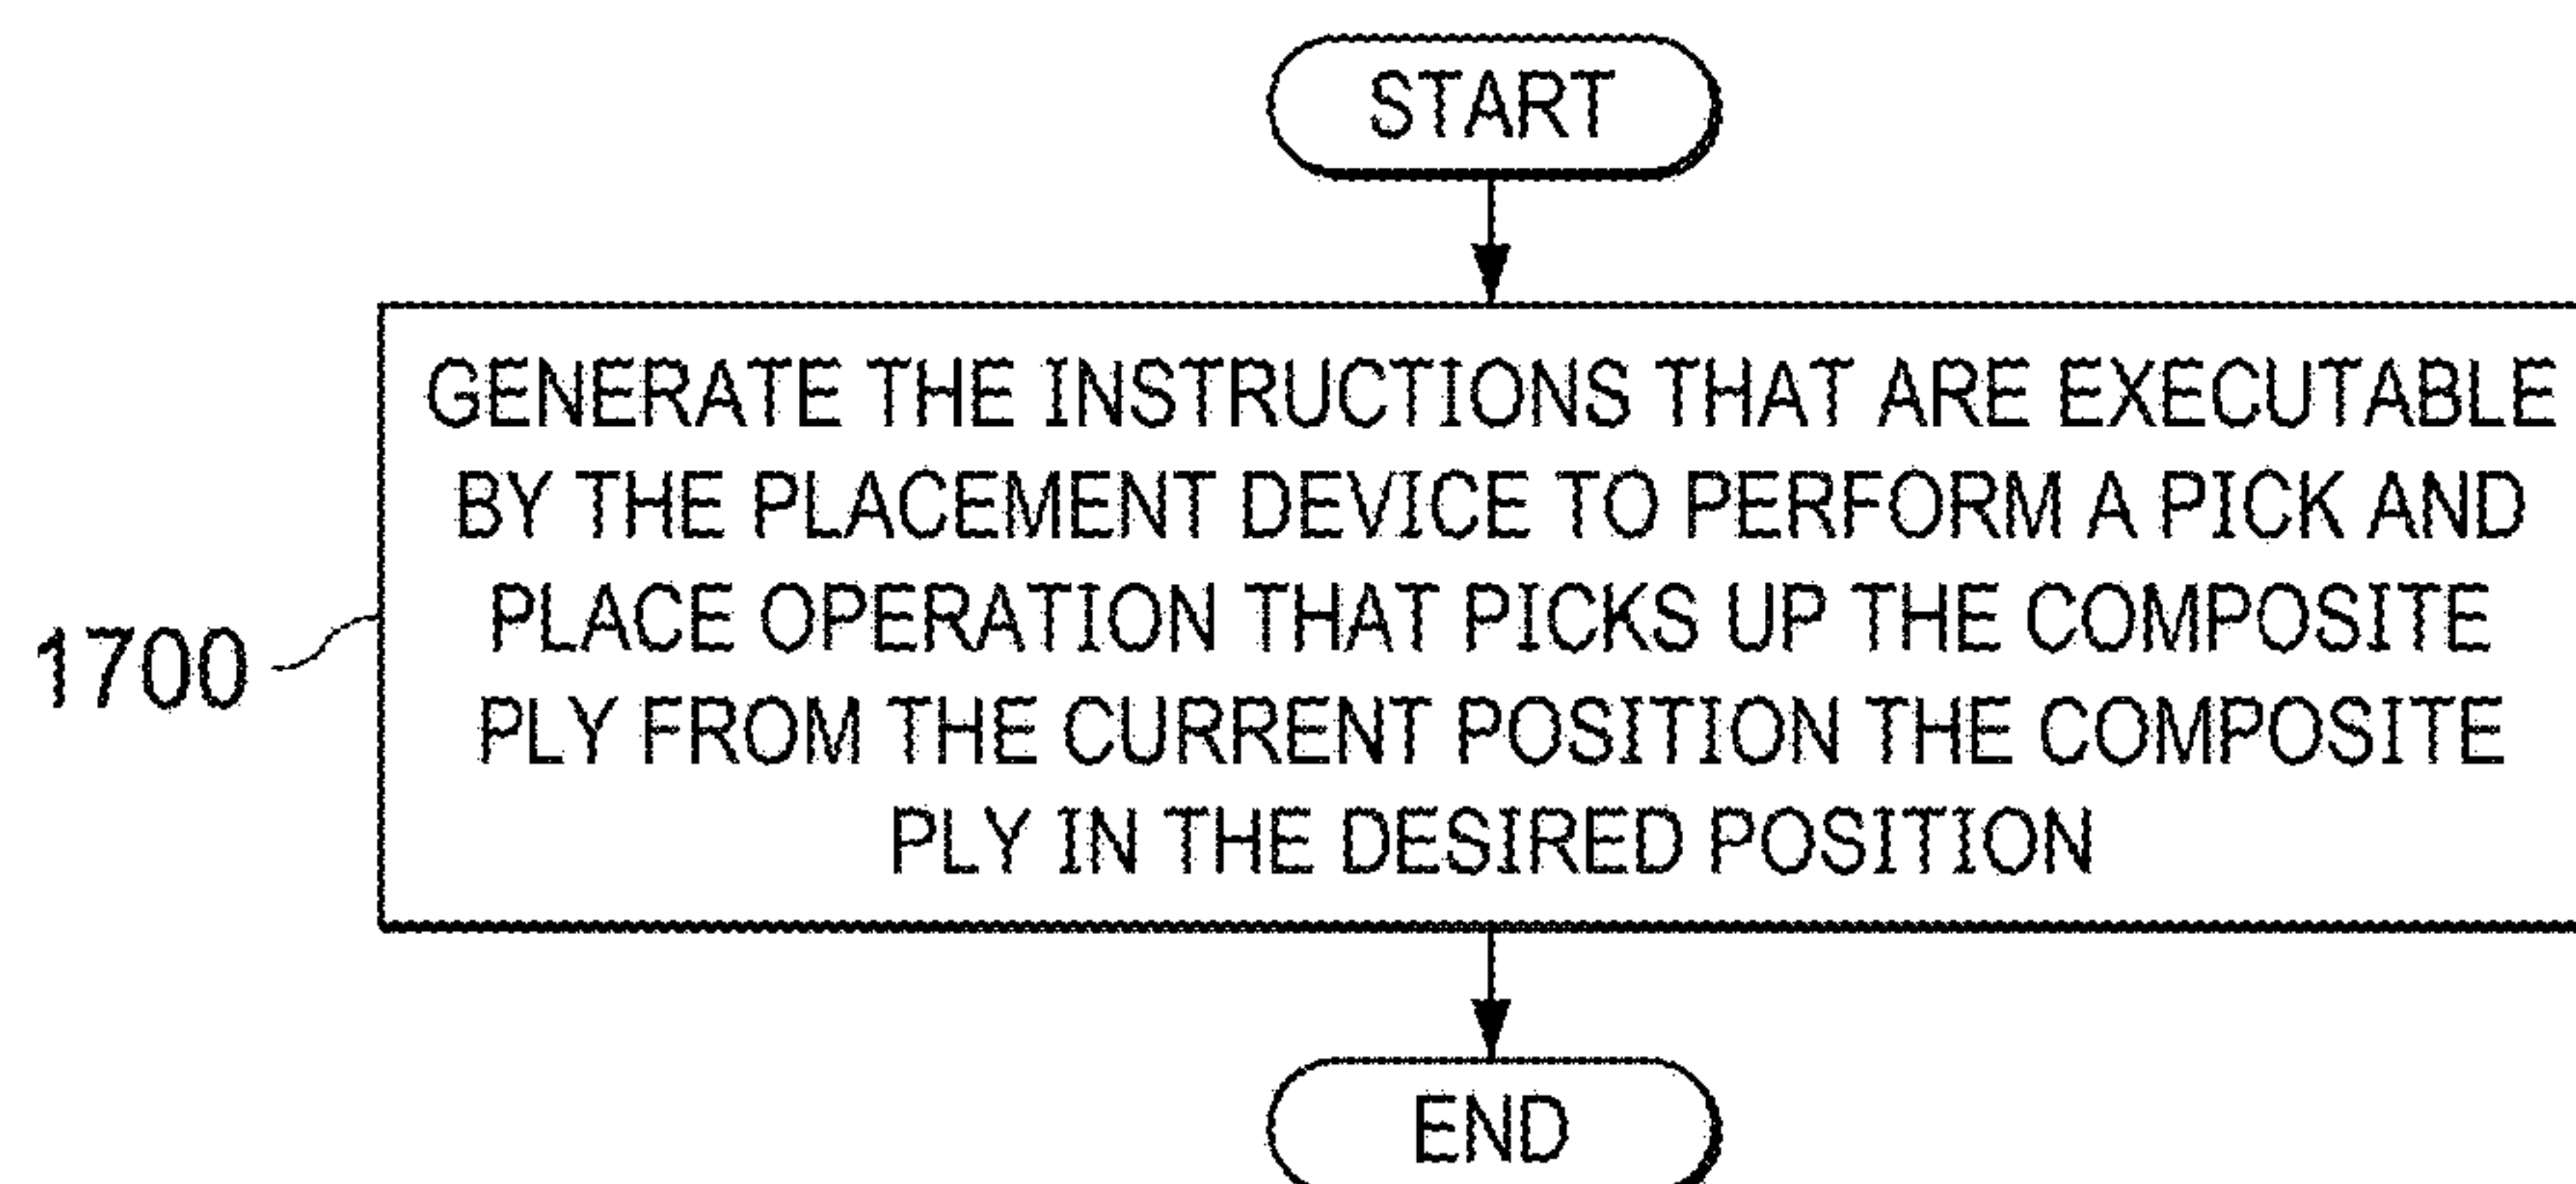 START
GENERATE THE INSTRUCTIONS THAT ARE EXECUTABLE
BY THE PLACEMENT DEVICE TO PERFORM A PICK AND
PLACE OPERATION THAT PICKS UP THE COMPOSITE
1700
PLY FROM THE CURRENT POSITION THE COMPOSITE
PLY IN THE DESIRED POSITION
END